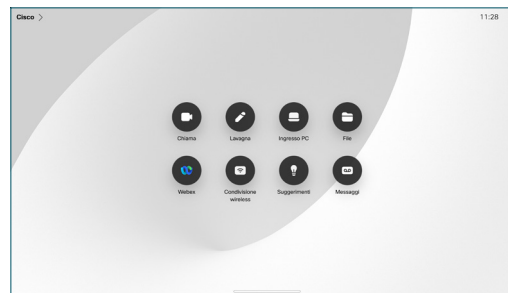 Cisco
11:28
Chiama
Lavagna
Ingresso PC
File
Webex
Condivisione
wireless
Suggerimenti
Messaggi